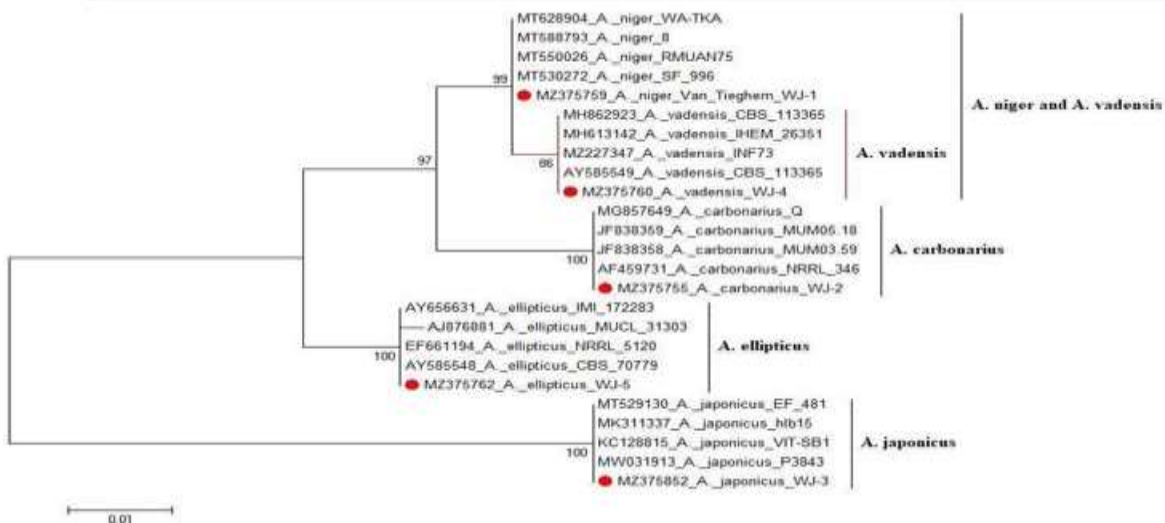 MT628904_A._niger_WA-TKA
MT588793_A._niger_8
MT550026_A._niger_RMUAN75
MT530272_A._niger_SF_996
99
MZ375759_A._niger_Van_Tieghem_WJ-1
A. niger and A. vadensis
MH862923_A._vadensis_CBS_113365
MH613142_A._vadensis_IHEM_26351
MZ227347_A._vadensis_INF73
A. vadensis
97
86
AY585549_A._vadensis_CBS_113365
MZ375760_A._vadensis_WJ-4
MG857649_A._carbonarius_Q
JF838359_A._carbonarius_MUM05.18
JF838358_A._carbonarius_MUM03.59
A. carbonarius
100
AF459731_A._carbonarius_NRRL_346
MZ375755_A._carbonarius_WJ-2
AY656631_A._ellipticus_IMI_172283
AJ876881_A._ellipticus_MUCL_31303
EF661194_A._ellipticus_NRRL_5120
A. ellipticus
100
AY585548_A._ellipticus_CBS_70779
MZ375762_A._ellipticus_WJ-5
MT529130_A._japonicus_EF_481
MK311337_A._japonicus_hlb15
KC128815_A._japonicus_VIT-SB1
A. japonicus
100
MW031913_A._japonicus_P3843
MZ375852_A._japonicus_WJ-3
0.01